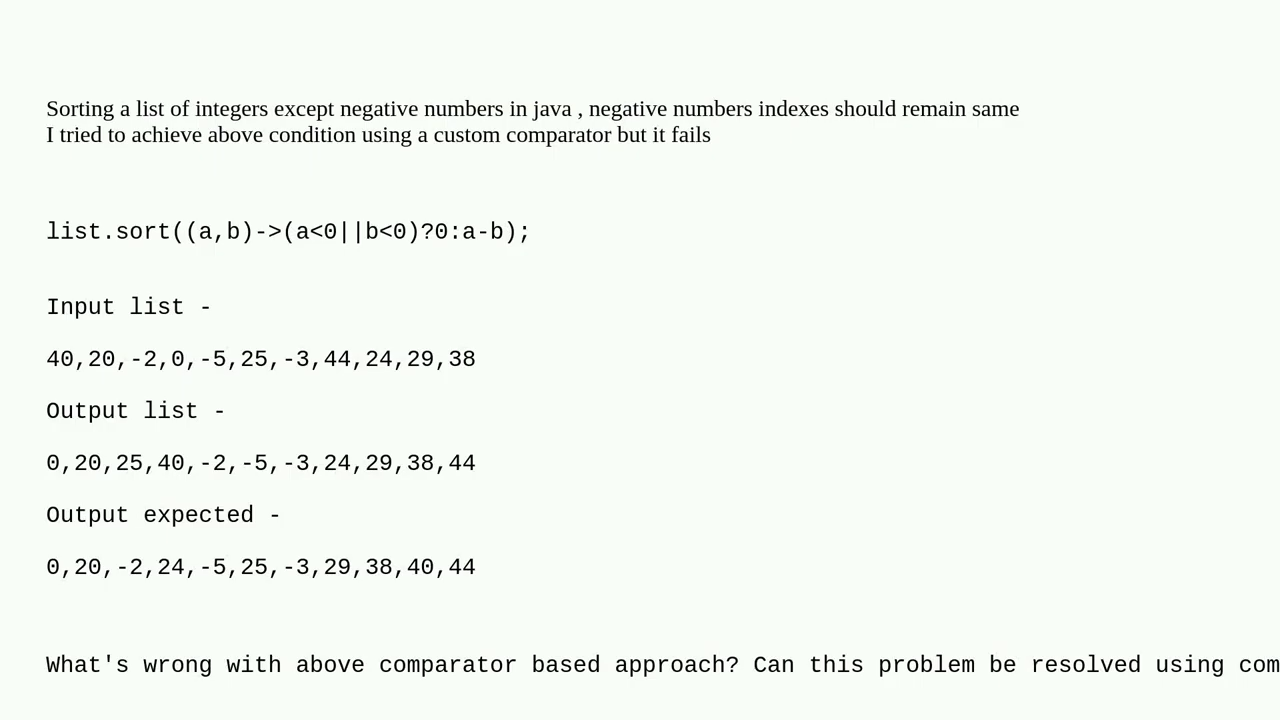 Sorting a list of integers except negative numbers in java , negative numbers indexes should remain same
I tried to achieve above condition using a custom comparator but it fails
list.sort((a,b)->(a<0||b<0)?0:a-b);
Input list -
40,20,-2,0,-5,25,-3,44,24,29,38
Output list -
0,20,25,40,-2,-5,-3,24,29,38,44
Output expected -
0,20,-2,24,-5,25,-3,29,38,40,44
What's wrong with above comparator based approach? Can this problem be resolved using com